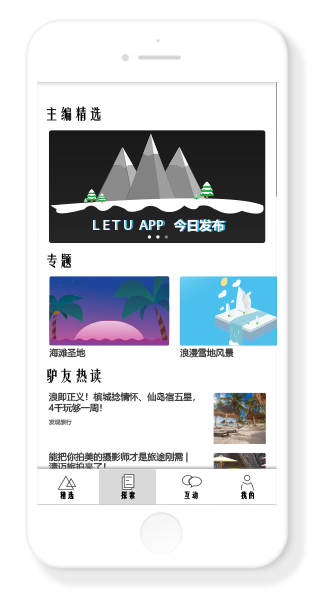 主编精选
LETU APP 今日发布
专题
海滩圣地
浪漫雪地风景
驴友热读
浪即正义！槟城捻情怀、仙岛宿五星，
4千玩够一周！
发现旅行
能把你拍美的摄影师才是旅途刚需 |
清迈旅拍来了！
精选
探索
互动
我的